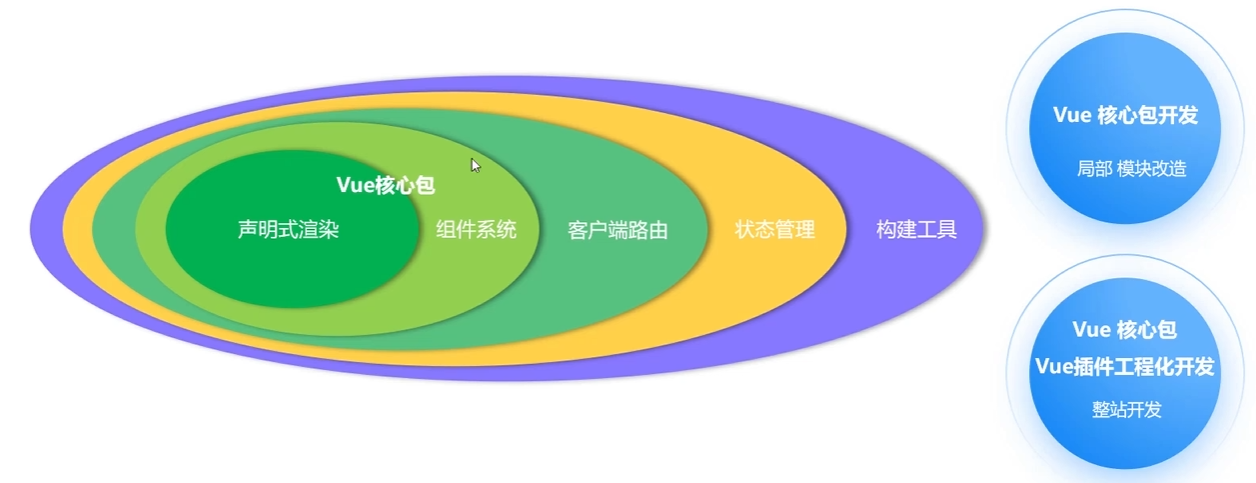 Vue核心包
声明式渲染
组件系统
客户端路由
状态管理
构建工具
Vue 核心包开发
局部 模块改造
Vue 核心包
Vue插件工程化开发
整站开发